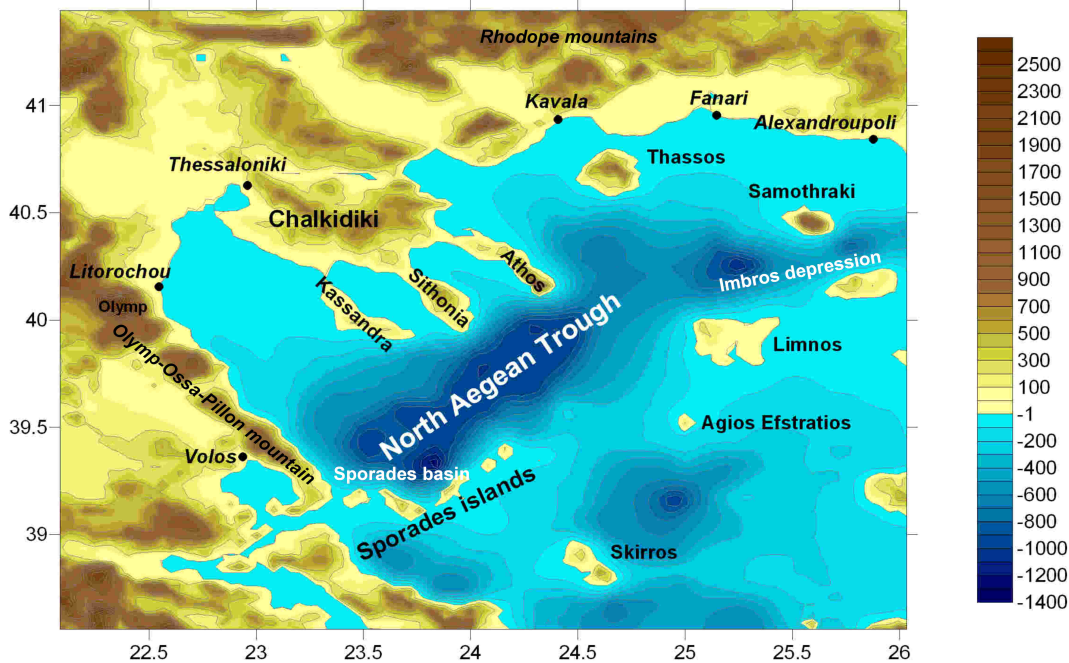 Rhodope mountains
2500
2300
2100
1900
1700
1500
1300
1100
900
700
500
300
100
-1
-200
-400
-600
-800
-1000
-1200
-1400
41
Kavala
Fanari
Alexandroupoli
Thessaloniki
Thassos
Samothraki
40.5
Chalkidiki
Litorochou
Athos
Imbros depression
Sithonia
Kassandra
Olymp
40
North Aegean Trough
Limnos
Olymp-Ossa-Pillon mountain
39.5
Agios Efstratios
Volos
Sporades basin
Sporades islands
39
Skirros
22.5
23
23.5
24
24.5
25
25.5
26